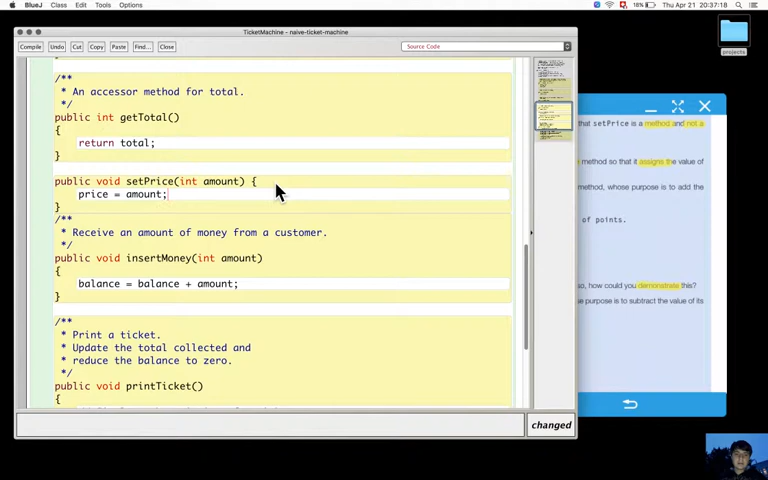 BlueJ Class Edit Tools Options
18% Thu Apr 21 20:37:18
TicketMachine - naive-ticket-machine
Compile Undo Cut Copy Paste Find... Close
Source Code
projects
/**
* An accessor method for total.
*/
public int getTotal()
{
return total;
}
public void setPrice(int amount) {
price = amount;
}
/**
* Receive an amount of money from a customer.
*/
public void insertMoney(int amount)
{
balance = balance + amount;
}
/**
* Print a ticket.
* Update the total collected and
* reduce the balance to zero.
*/
public void printTicket()
{
changed
that setPrice is a method and not a
method so that it assigns the value of
method, whose purpose is to add the
of points.
so, how could you demonstrate this?
se purpose is to subtract the value of its